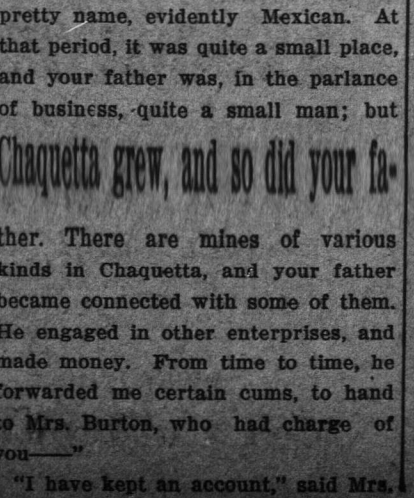 pretty name, evidently Mexican. At
that period, it was quite a small place,
and your father was, in the parlance
of business, quite a small man; but
Chaquetta grew, and so did your fa-
ther. There are mines of various
kinds in Chaquetta, and your father
became connected with some of them.
He engaged in other enterprises, and
made money. From time to time, he
forwarded me certain cums, to hand
to Mrs. Burton, who had charge of
you——"
"I have kept an account," said Mrs.